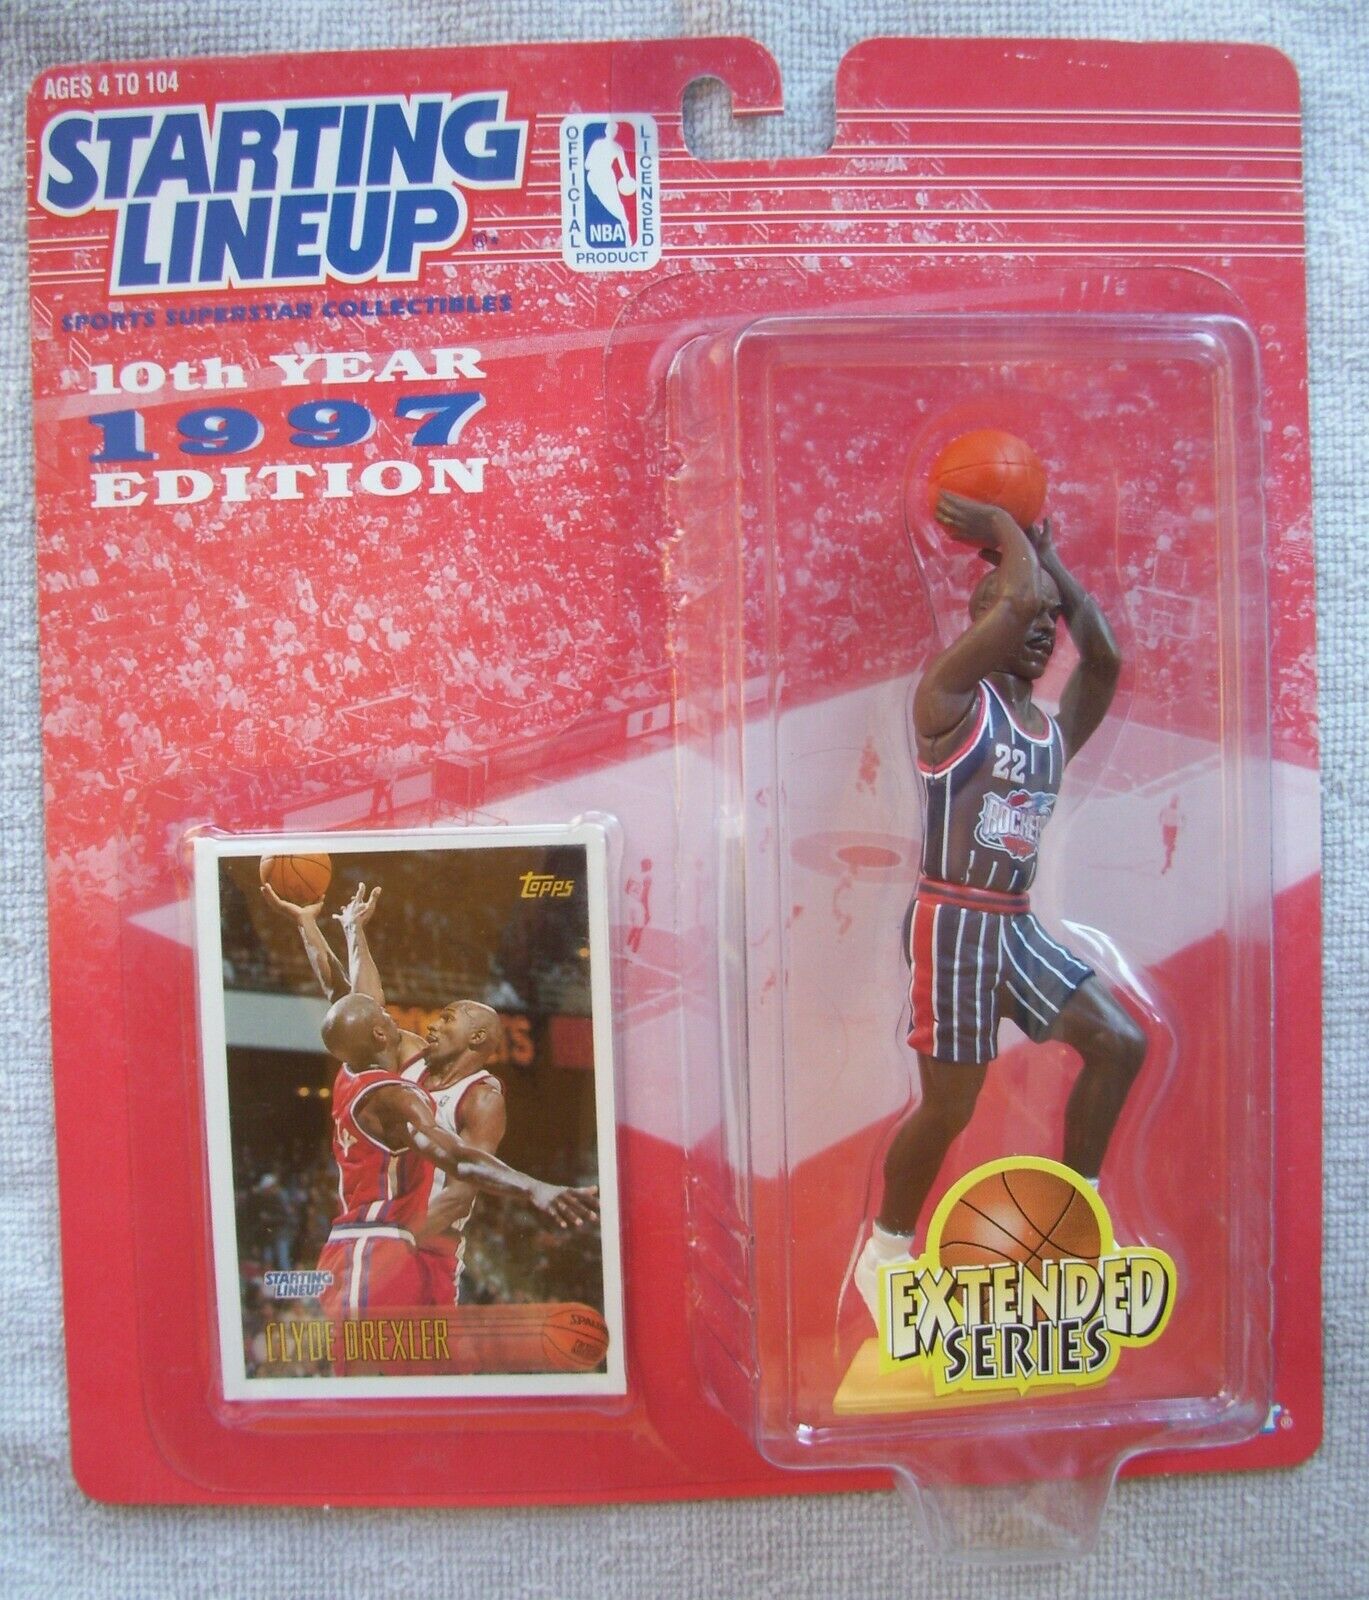 AGES 4 TO 104
STARTING
LINEUP®*
SPORTS SUPERSTAR COLLECTIBLES
OFFICIAL
LICENSED
NBA
PRODUCT
10th YEAR
1997
EDITION
22
ROCKETS
Topps
STARTING
LINEUP
SPALDING
CLYDE DREXLER
EXTENDED
SERIES